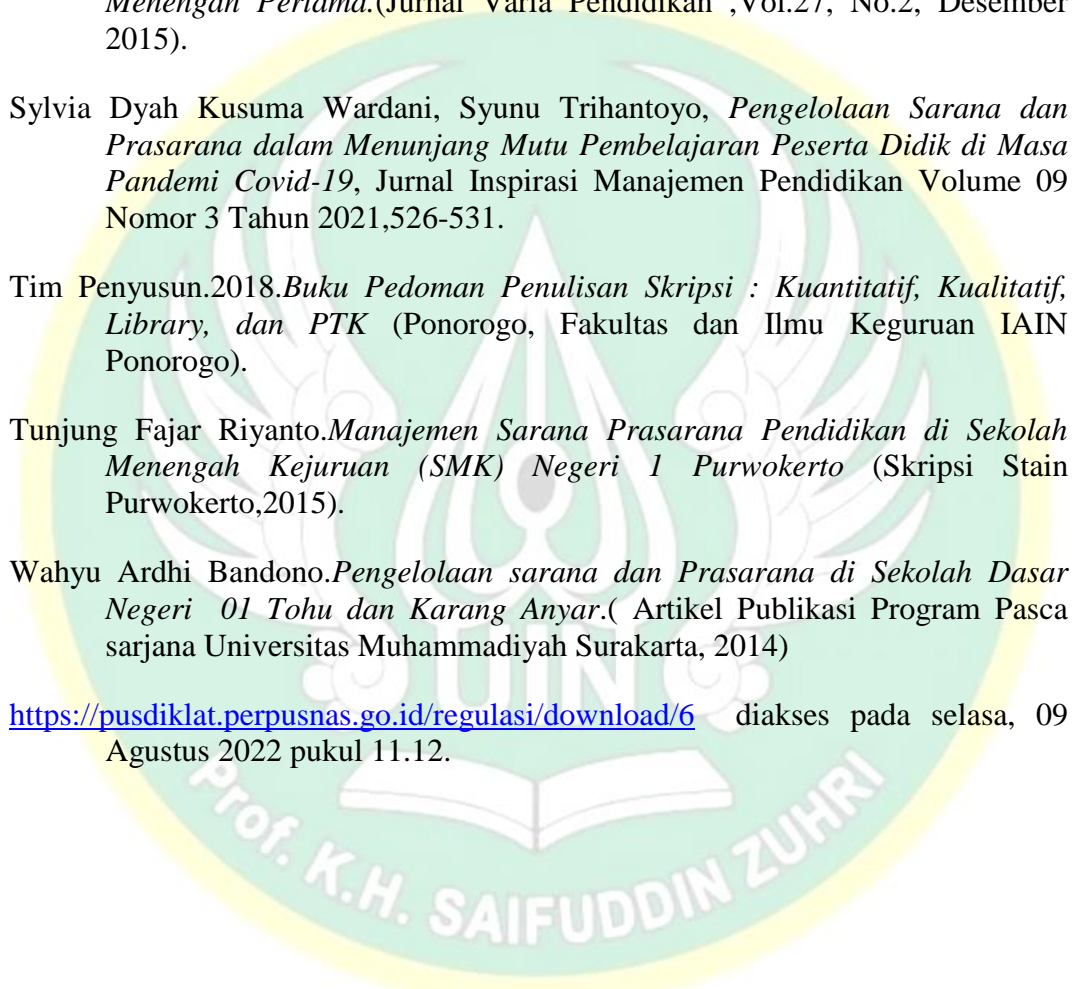 Menengah Pertama.(Jurnal Varia Pendidikan ,Vol.27, No.2, Desember
2015).
Sylvia Dyah Kusuma Wardani, Syunu Trihantoyo, Pengelolaan Sarana dan
Prasarana dalam Menunjang Mutu Pembelajaran Peserta Didik di Masa
Pandemi Covid-19, Jurnal Inspirasi Manajemen Pendidikan Volume 09
Nomor 3 Tahun 2021,526-531.
Tim Penyusun.2018.Buku Pedoman Penulisan Skripsi : Kuantitatif, Kualitatif,
Library, dan PTK (Ponorogo, Fakultas dan Ilmu Keguruan IAIN
Ponorogo).
Tunjung Fajar Riyanto.Manajemen Sarana Prasarana Pendidikan di Sekolah
Menengah Kejuruan (SMK) Negeri 1 Purwokerto (Skripsi Stain
Purwokerto,2015).
Wahyu Ardhi Bandono.Pengelolaan sarana dan Prasarana di Sekolah Dasar
Negeri 01 Tohu dan Karang Anyar.( Artikel Publikasi Program Pasca
sarjana Universitas Muhammadiyah Surakarta, 2014)
https://pusdiklat.perpusnas.go.id/regulasi/download/6 diakses pada selasa, 09
Agustus 2022 pukul 11.12.
UIN
Prof. K.H. SAIFUDDIN ZUHRI